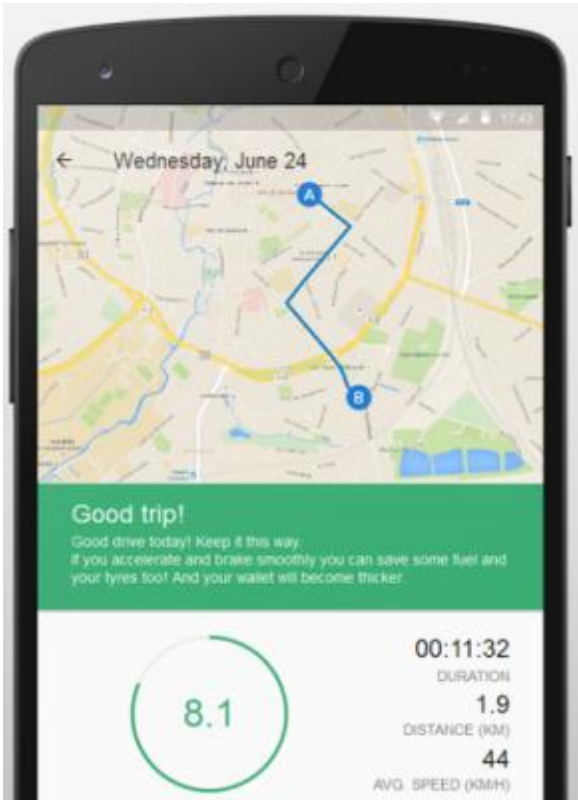 17:43
Wednesday, June 24
A
B
Good trip!
Good drive today! Keep it this way.
If you accelerate and brake smoothly you can save some fuel and
your tyres too! And your wallet will become thicker.
8.1
00:11:32
DURATION
1.9
DISTANCE (KM)
44
AVG. SPEED (KM/H)